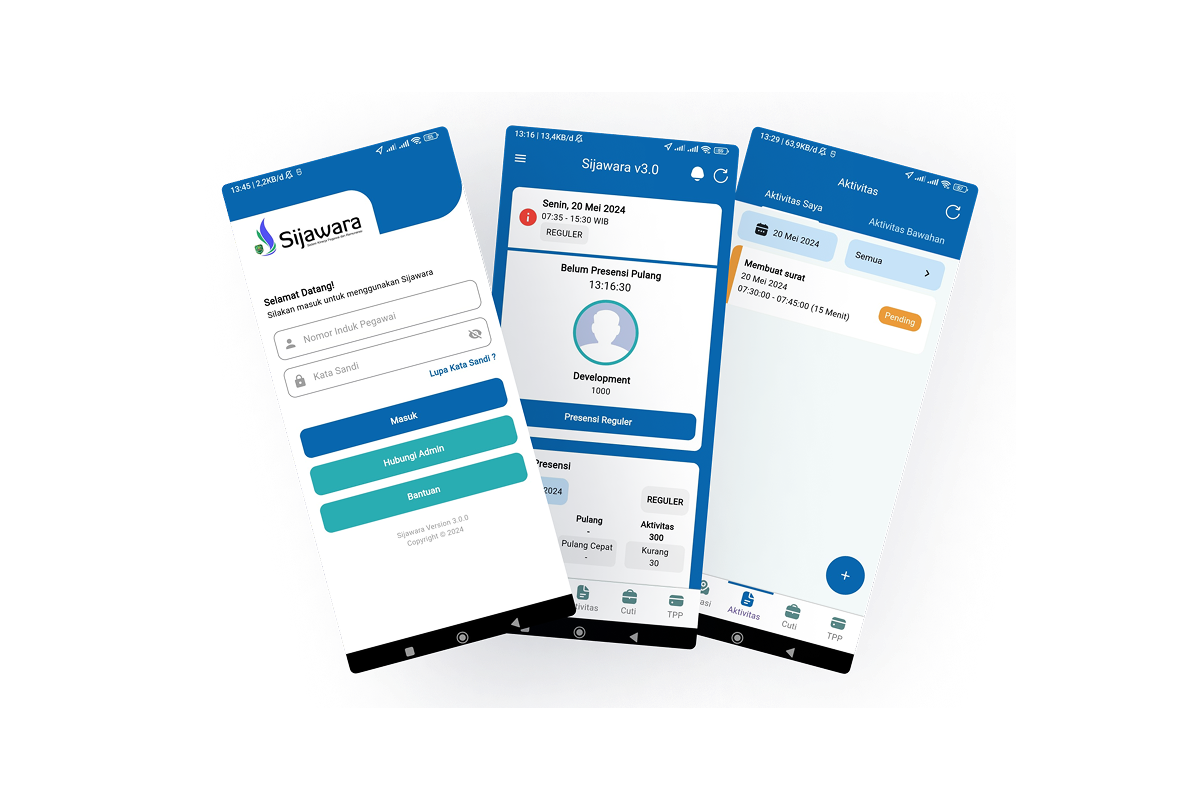 13:45 | 2,2KB/d
Sijawara
Selamat Datang!
Silakan masuk untuk menggunakan Sijawara
Nomor Induk Pegawai
Kata Sandi
Lupa Kata Sandi ?
Masuk
Hubungi Admin
Bantuan
Sijawara Version 3.0.0
Copyright © 2024
13:16 | 13,4KB/d
Sijawara v3.0
Senin, 20 Mei 2024
07:35 - 15:30 WIB
REGULER
Belum Presensi Pulang
13:16:30
Development
1000
Presensi Reguler
Presensi
2024
REGULER
Pulang
-
Aktivitas
300
Pulang Cepat
-
Kurang
30
tivitas
Cuti
TPP
13:29 | 63,9KB/d
Aktivitas
Aktivitas Saya
Aktivitas Bawahan
20 Mei 2024
Semua
Membuat surat
20 Mei 2024
07:30:00 - 07:45:00 (15 Menit)
Pending
+
asi
Aktivitas
Cuti
TPP